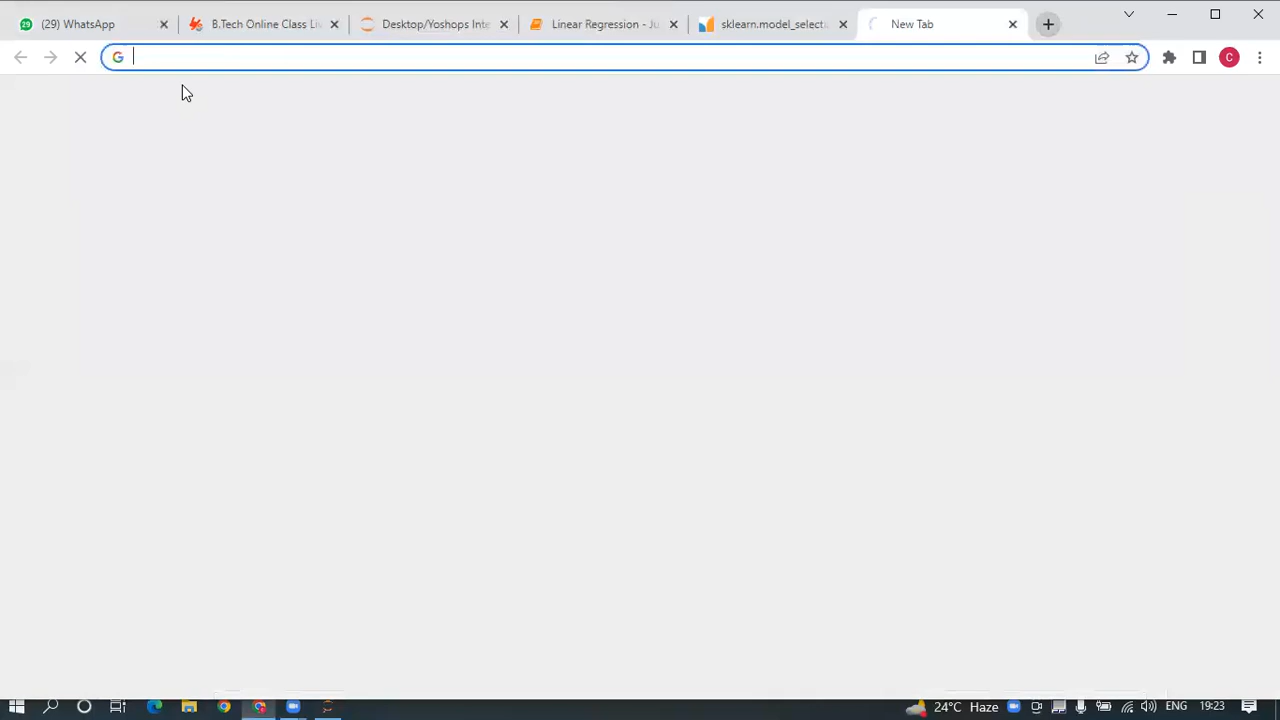 (29) WhatsApp
B.Tech Online Class Li
Desktop/Yoshops Inte
Linear Regression - Ju
sklearn.model_selecti
New Tab
G
C
24°C Haze
ENG
19:23